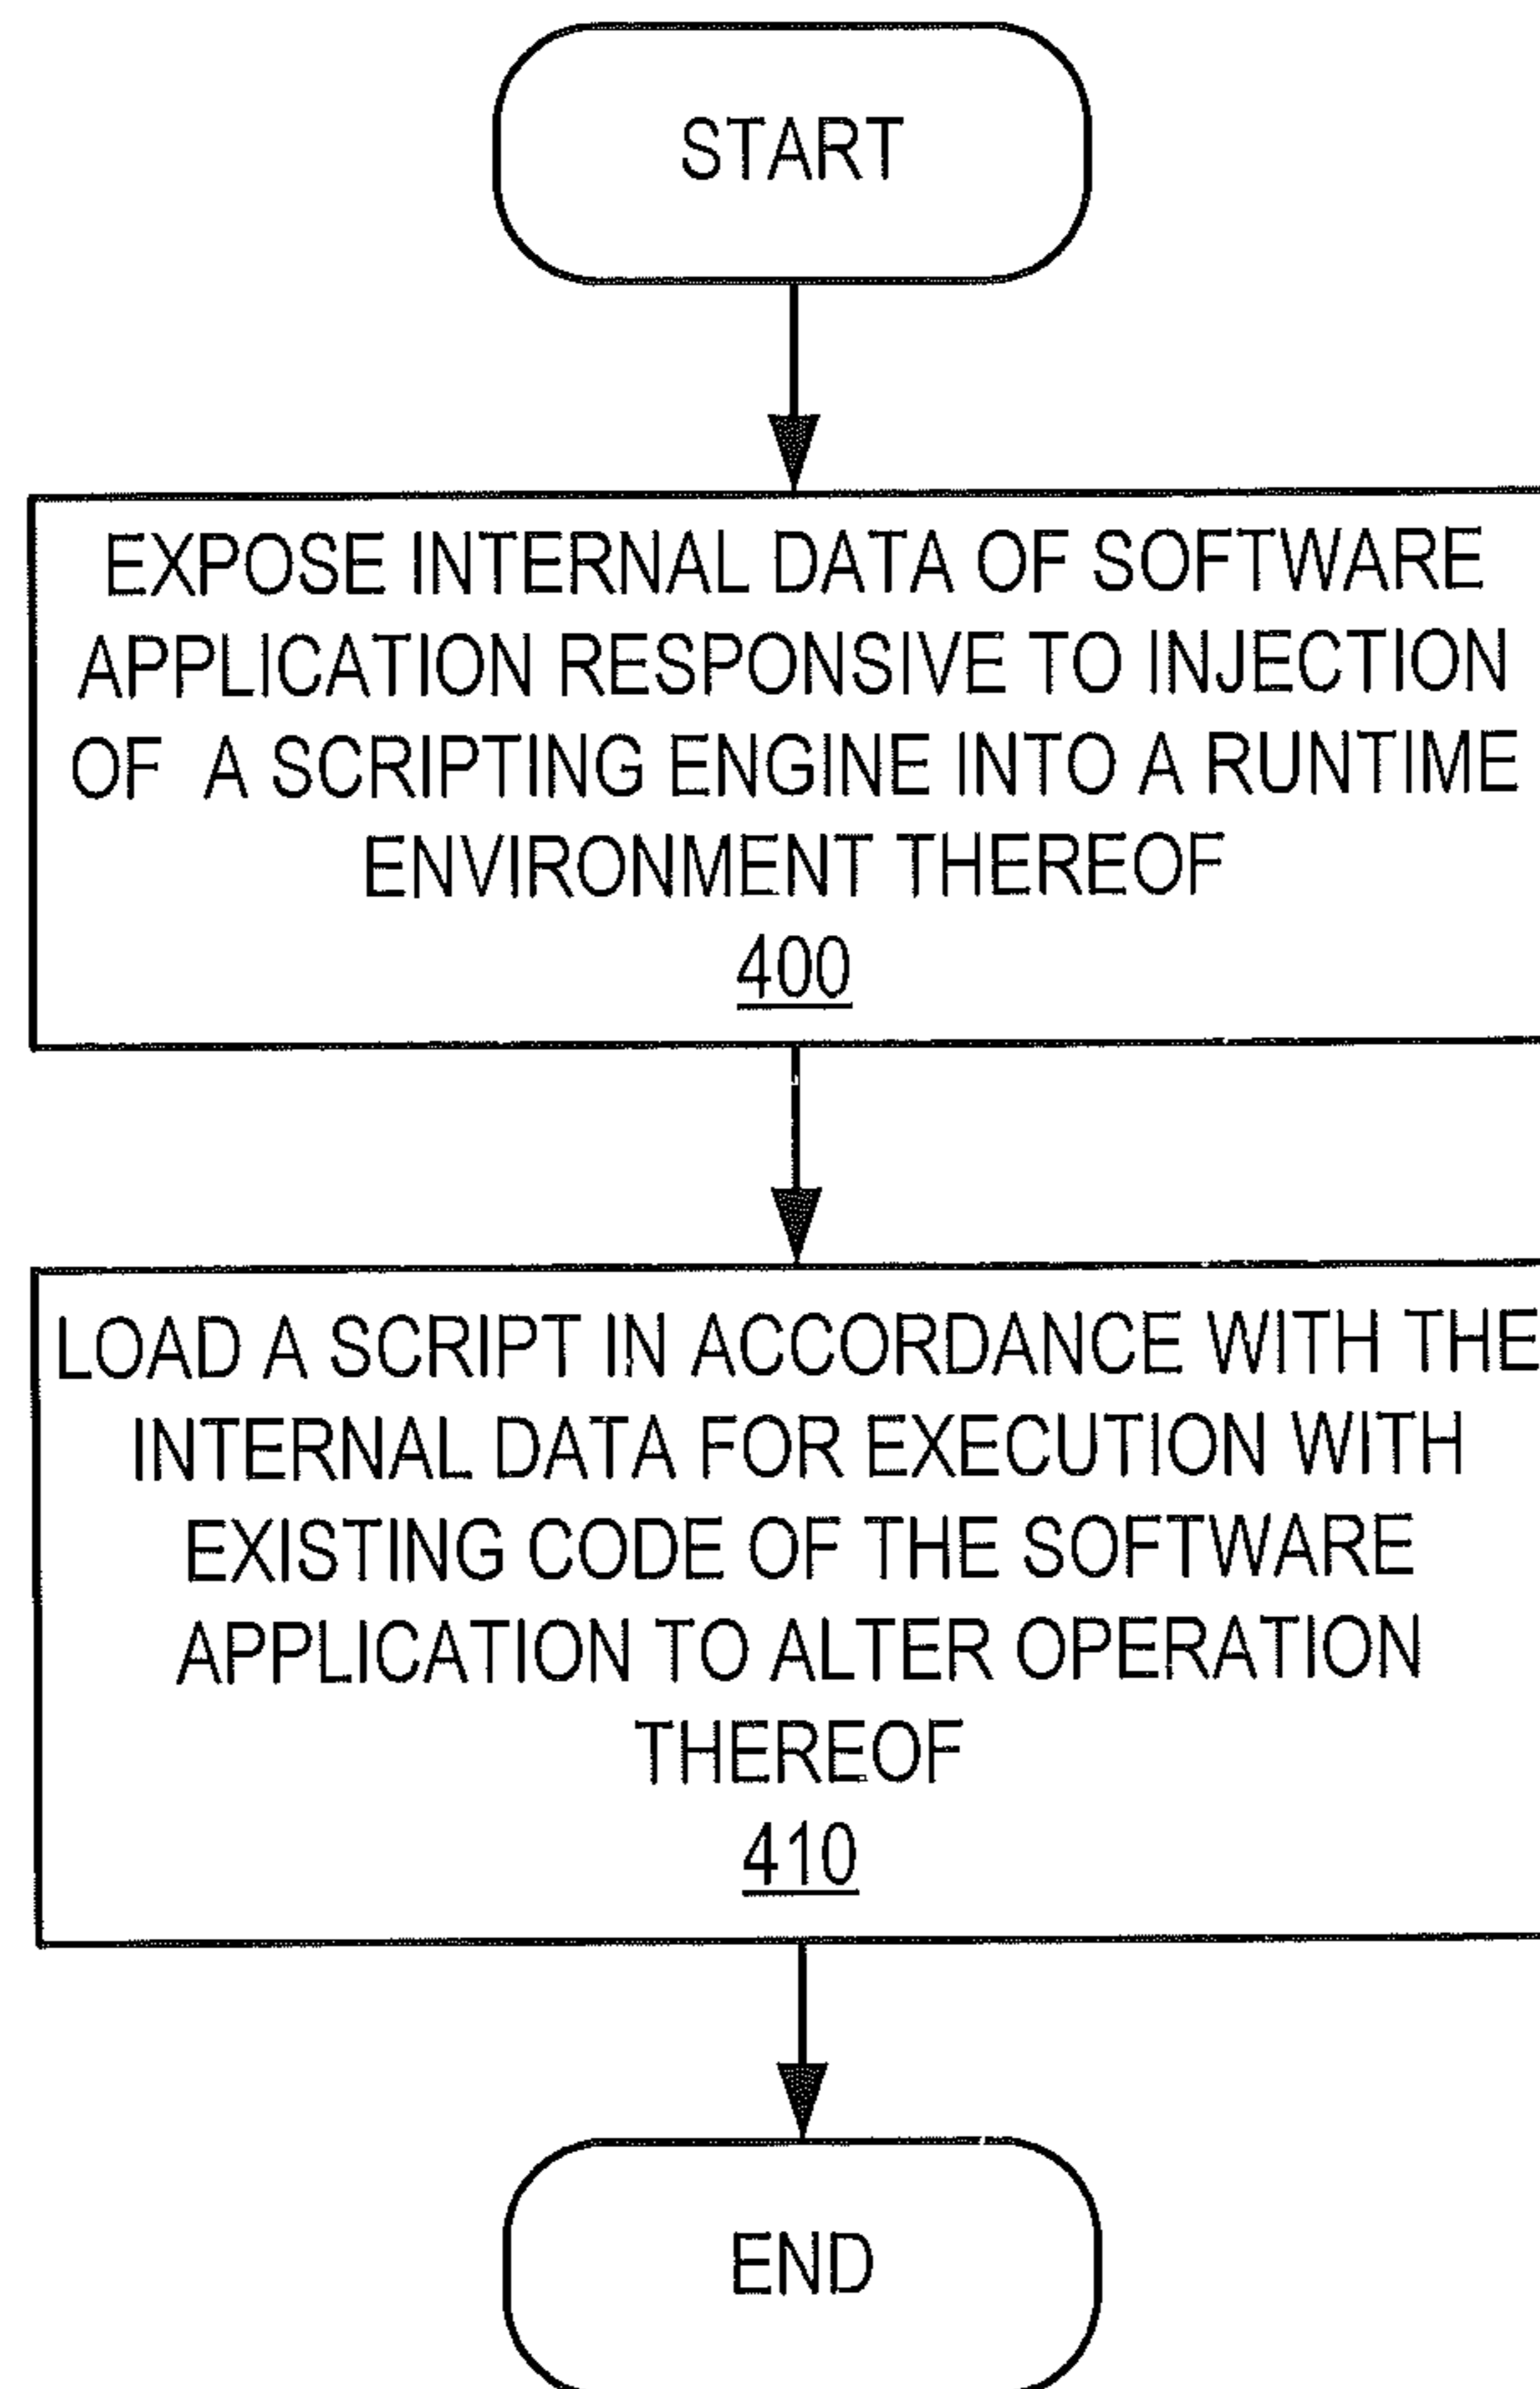 START
EXPOSE INTERNAL DATA OF SOFTWARE
APPLICATION RESPONSIVE TO INJECTION
OF A SCRIPTING ENGINE INTO A RUNTIME
ENVIRONMENT THEREOF
400
LOAD A SCRIPT IN ACCORDANCE WITH THE
INTERNAL DATA FOR EXECUTION WITH
EXISTING CODE OF THE SOFTWARE
APPLICATION TO ALTER OPERATION
THEREOF
410
END